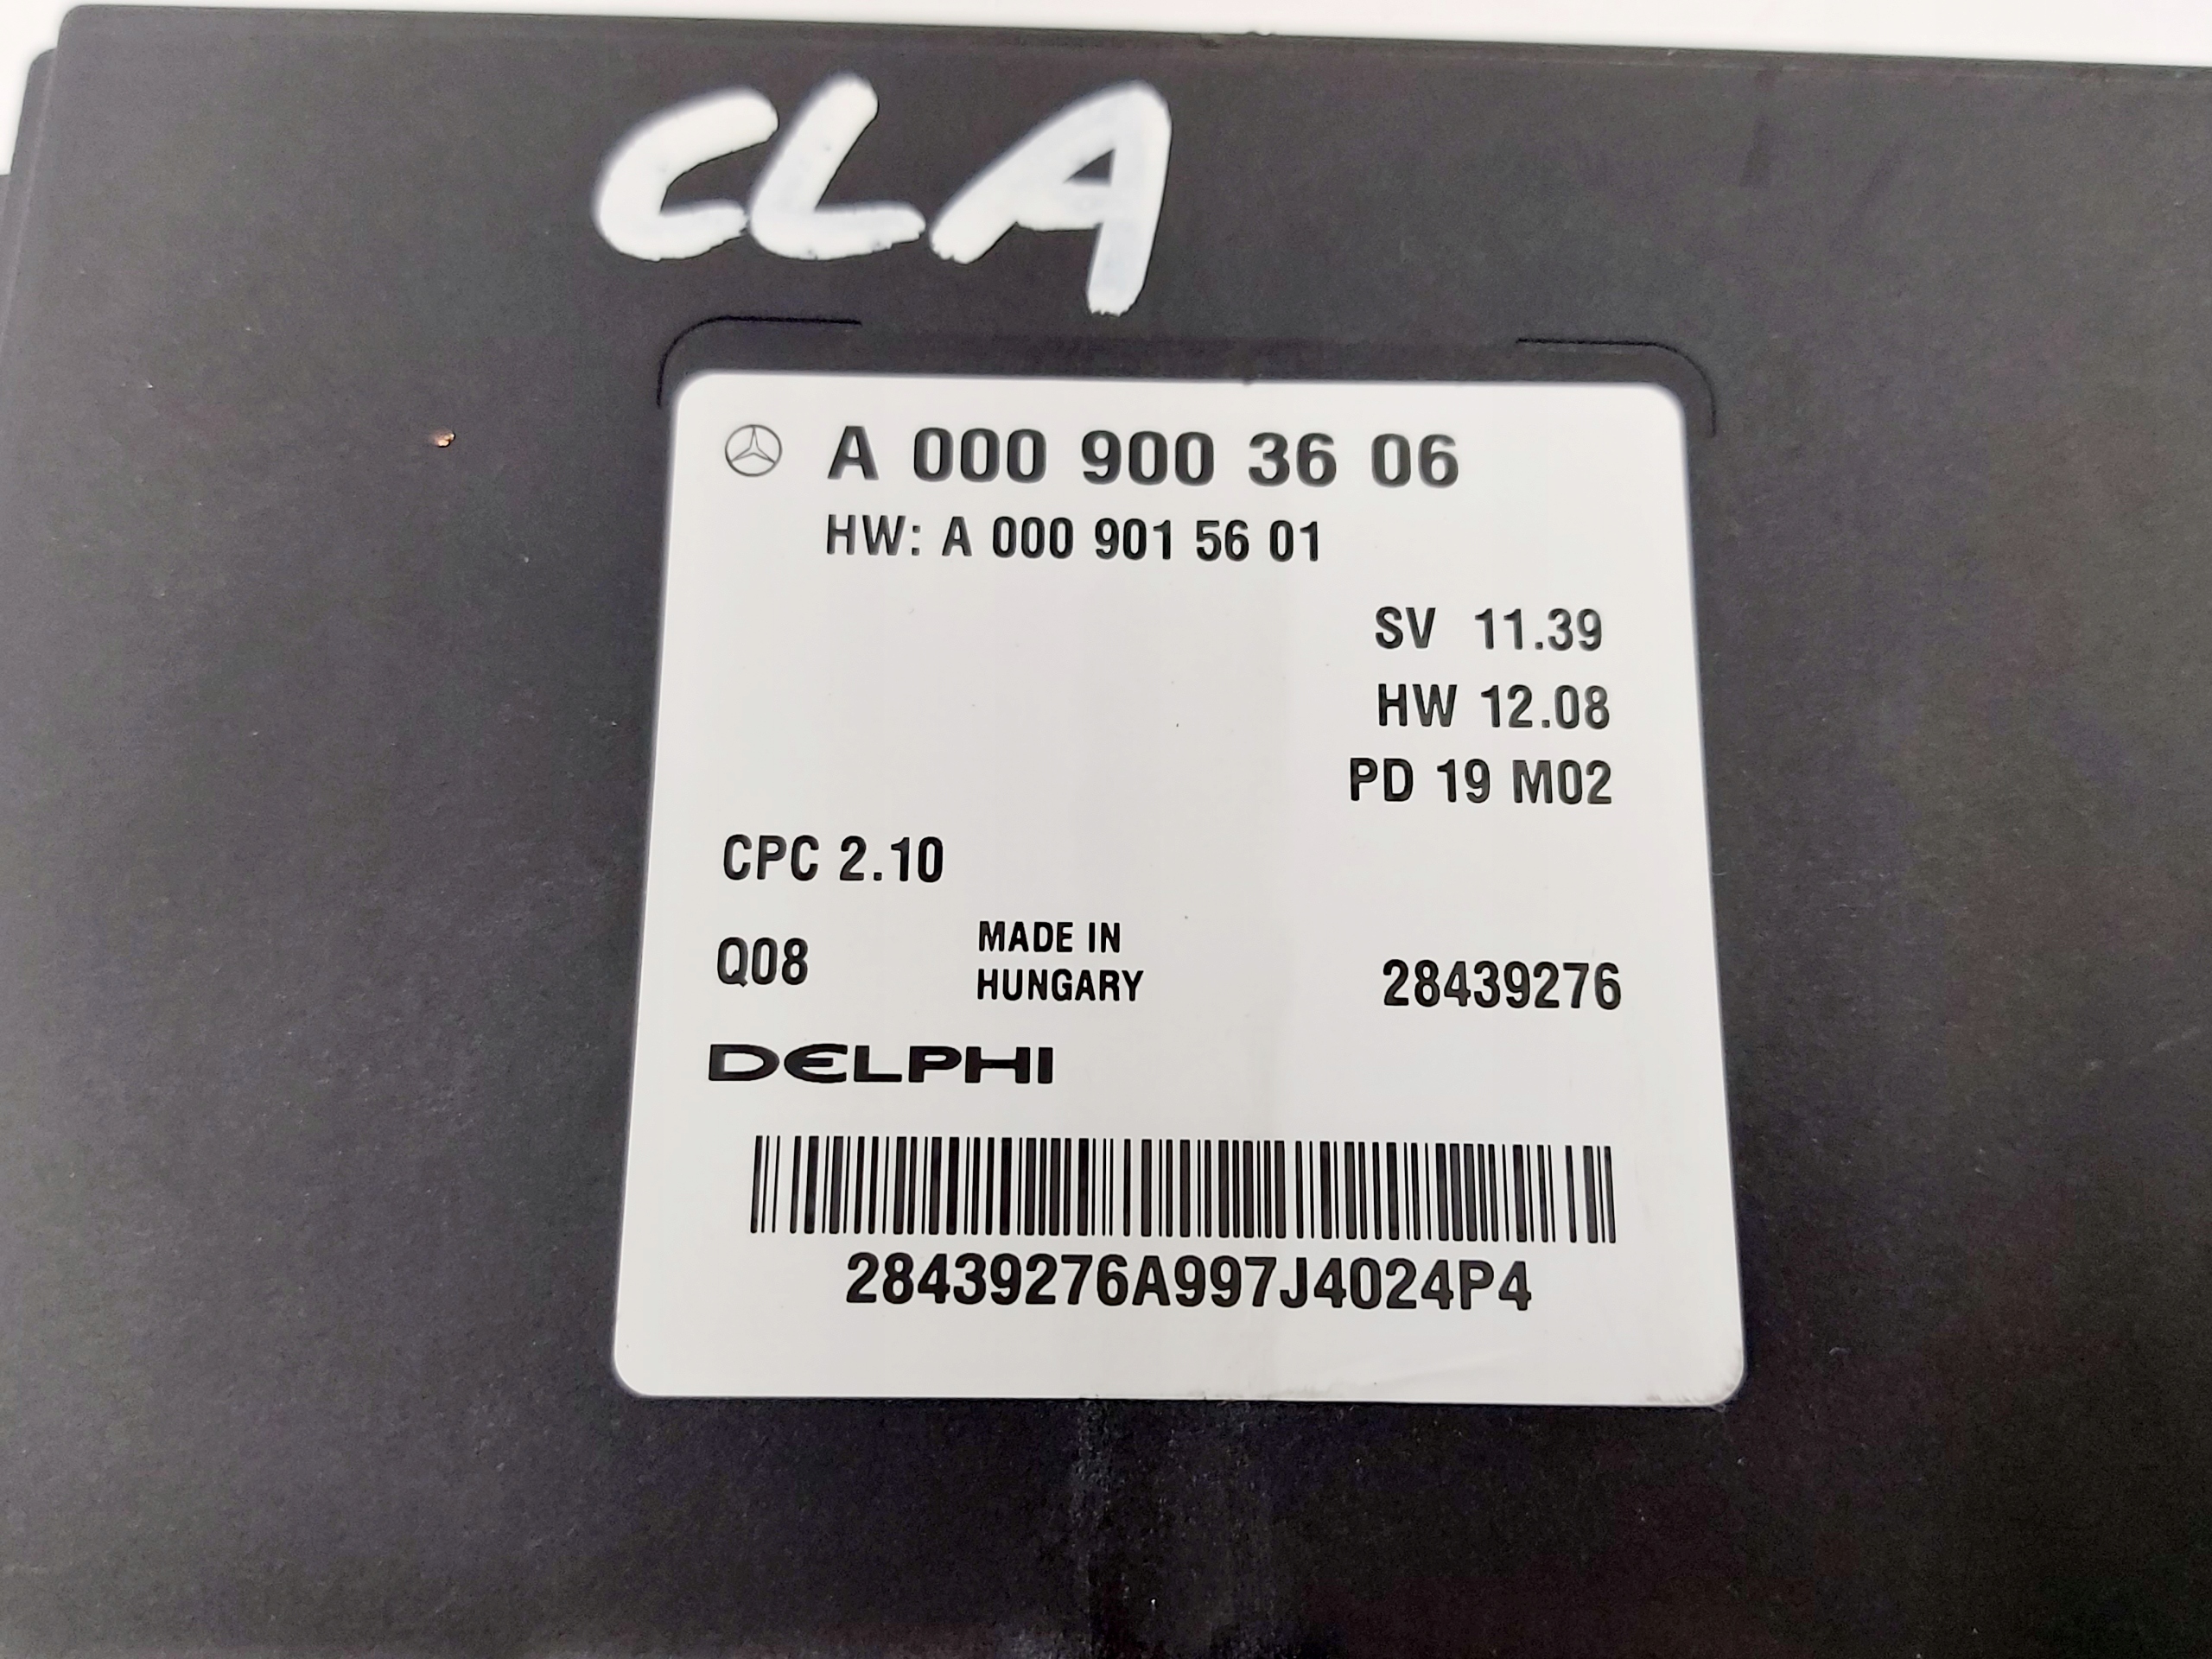 CLA
A 000 900 36 06
HW: A 000 901 56 01
SV 11.39
HW 12.08
PD 19 M02
CPC 2.10
Q08
MADE IN
HUNGARY
28439276
DELPHI
28439276A997J4024P4